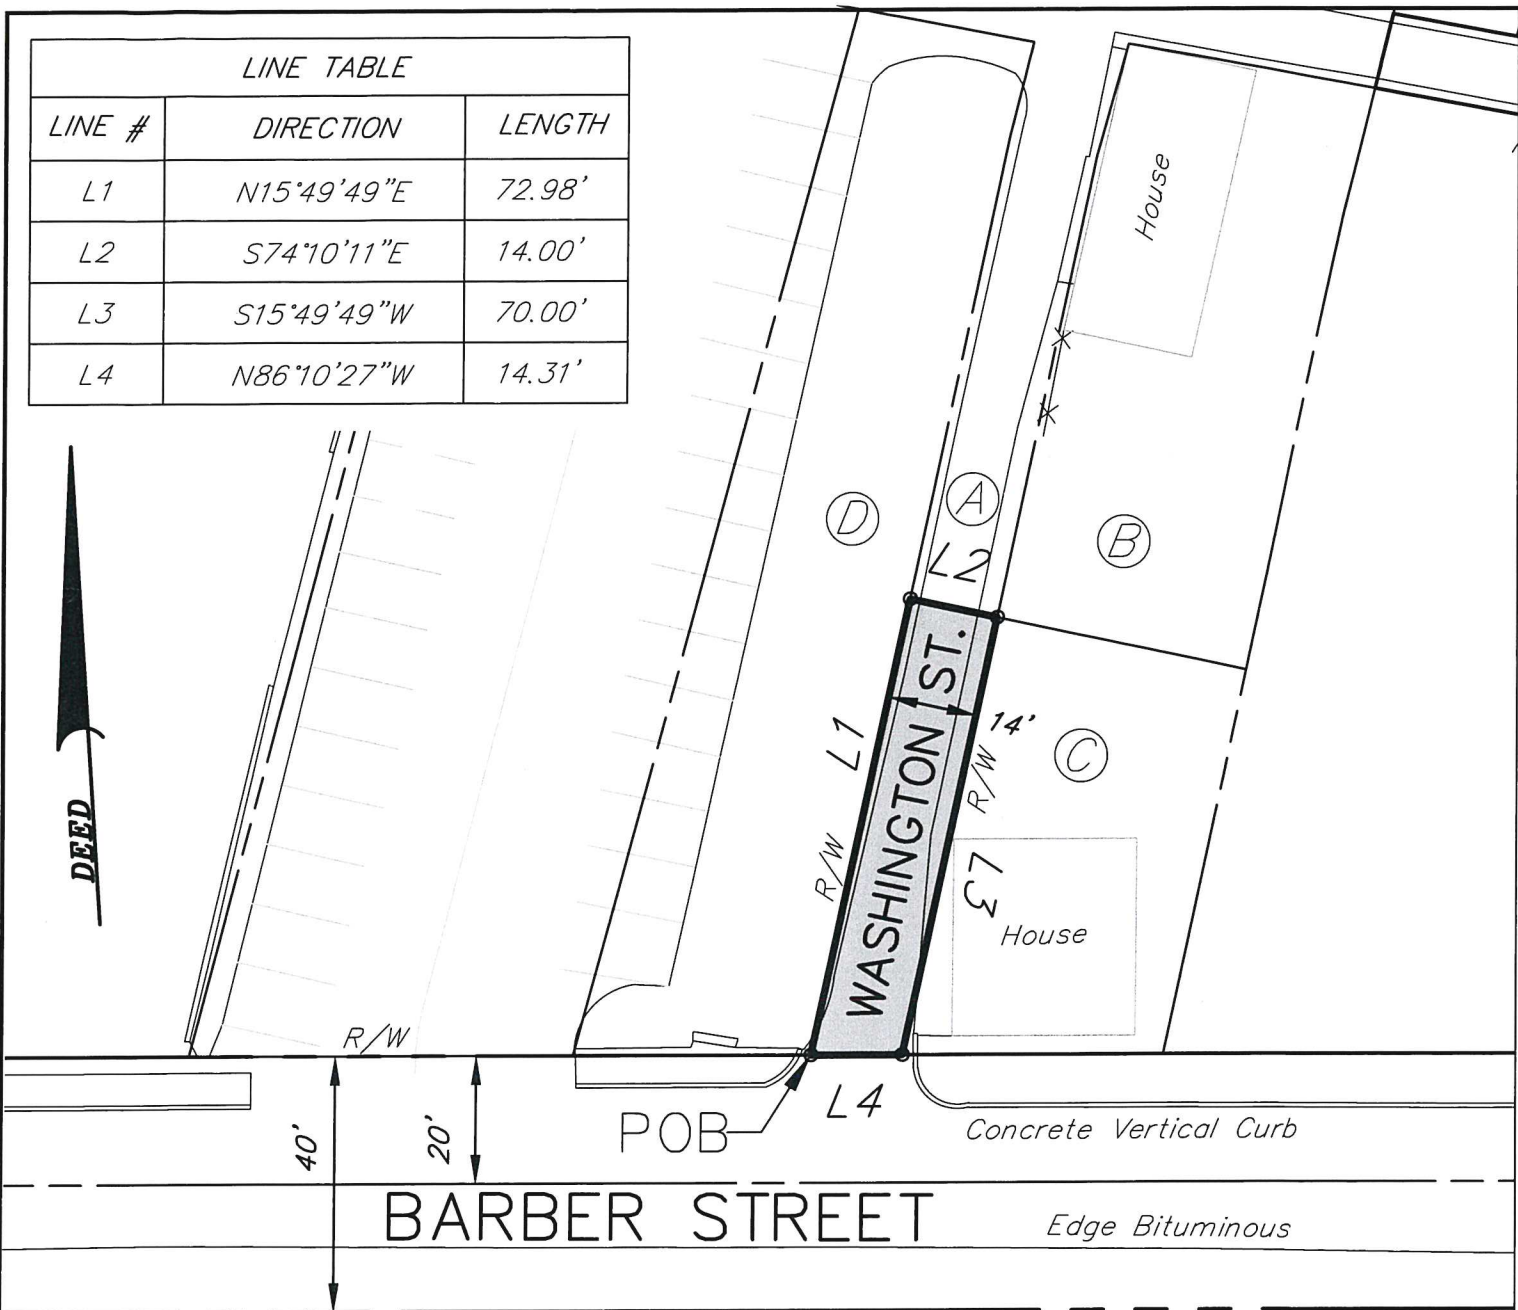 LINE TABLE
LINE # DIRECTION LENGTH
L1 N15°49'49"E 72.98'
L2 S74°10'11"E 14.00'
L3 S15°49'49"W 70.00'
L4 N86°10'27"W 14.31'
House
D
A
B
L2
WASHINGTON ST.
14'
L1
R/W
R/W
C
L3
House
DEED
R/W
40'
20'
POB
L4
Concrete Vertical Curb
BARBER STREET
Edge Bituminous